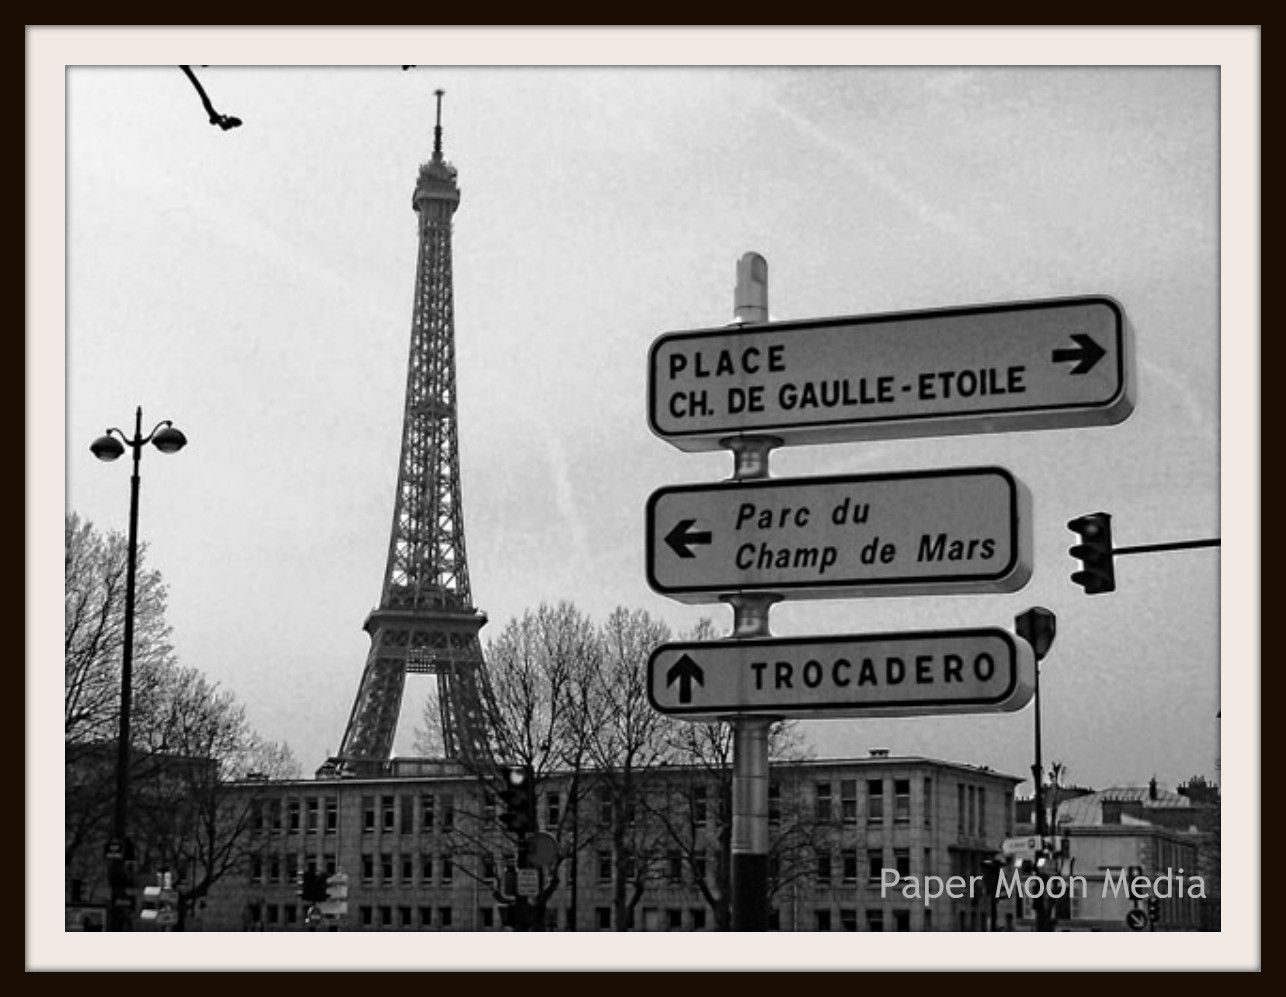 PLACE
CH. DE GAULLE-ETOILE
Parc du
Champ de Mars
TROCADERO
Paper Moon Media